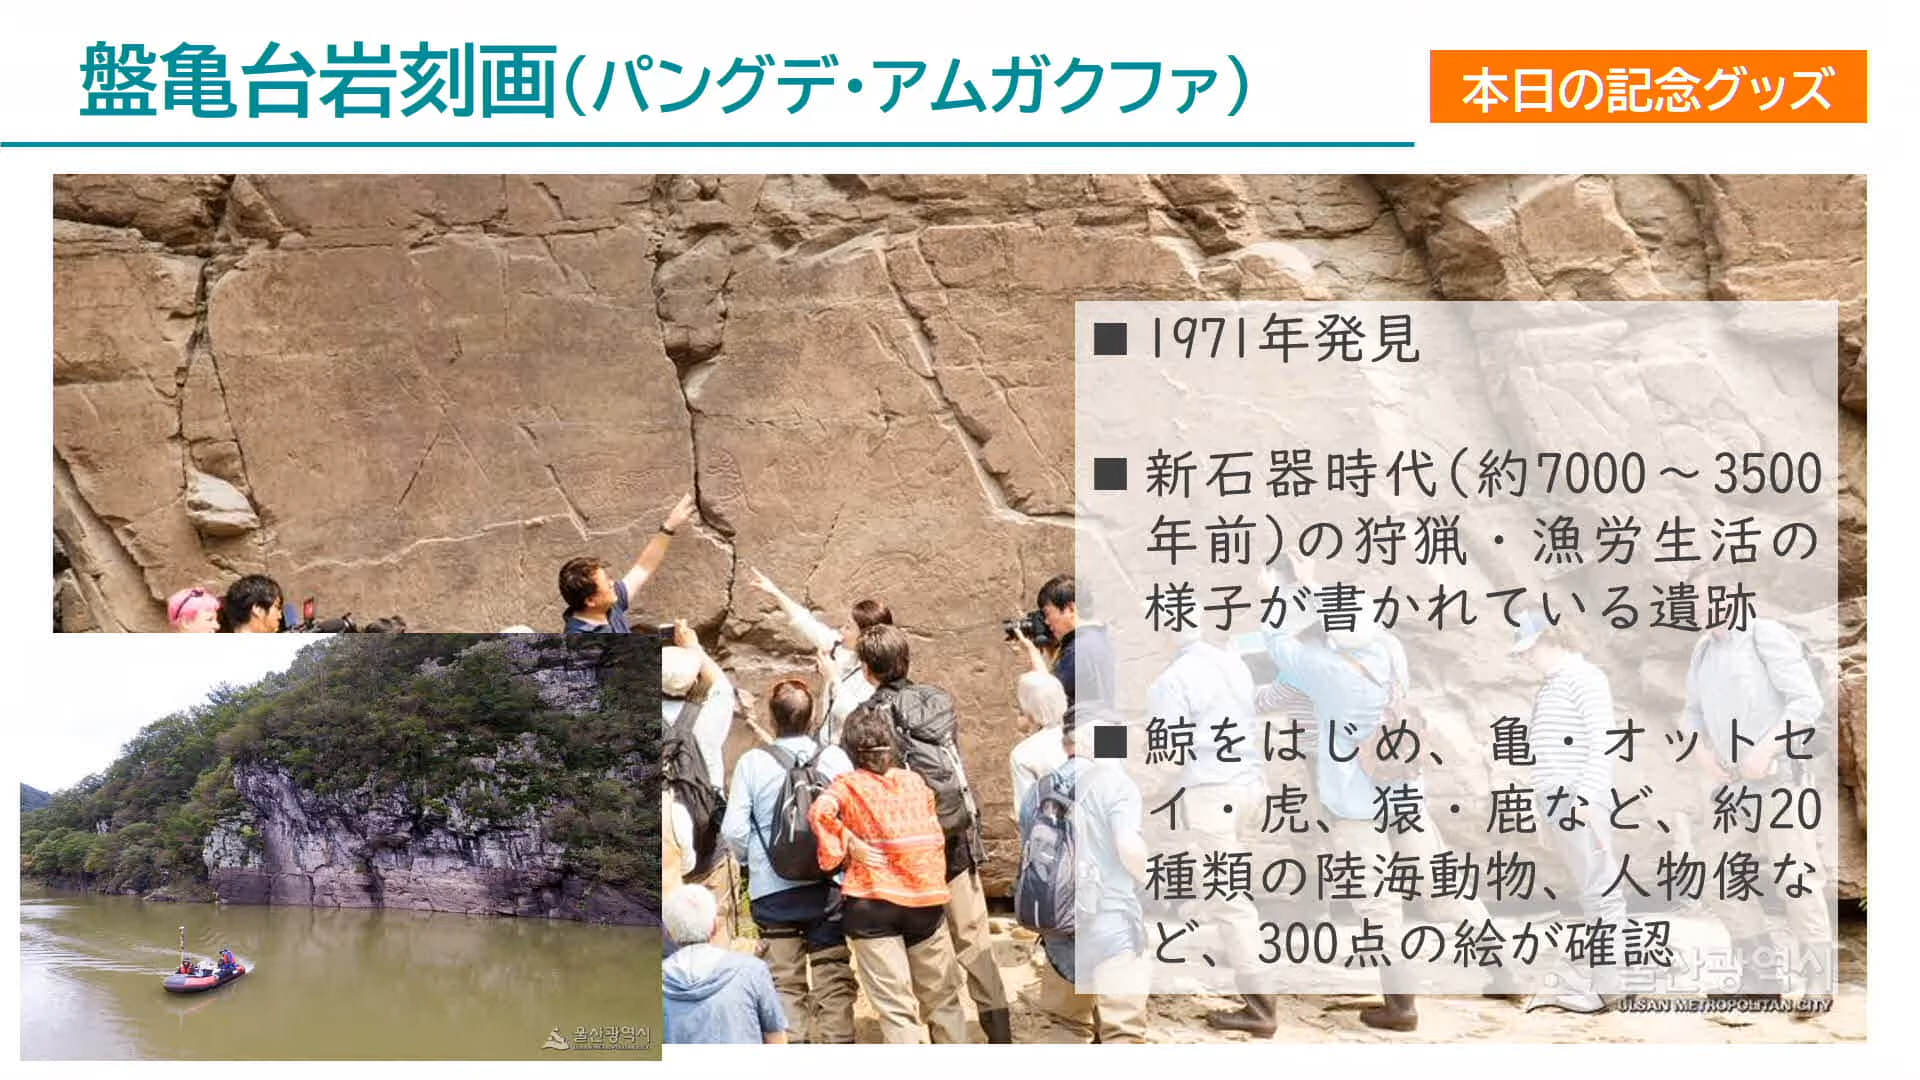 盤亀台岩刻画（パングデ・アムガクファ）
本日の記念グッズ
■ 1971年発見
■ 新石器時代(約7000～3500
年前)の狩猟・漁労生活の
様子が書かれている遺跡
■ 鯨をはじめ、亀・オットセ
イ・虎、猿・鹿など、約20
種類の陸海動物、人物像な
ど、300点の絵が確認
울산광역시
ULSAN METROPOLITAN CITY
울산광역시
ULSAN METROPOLITAN CITY